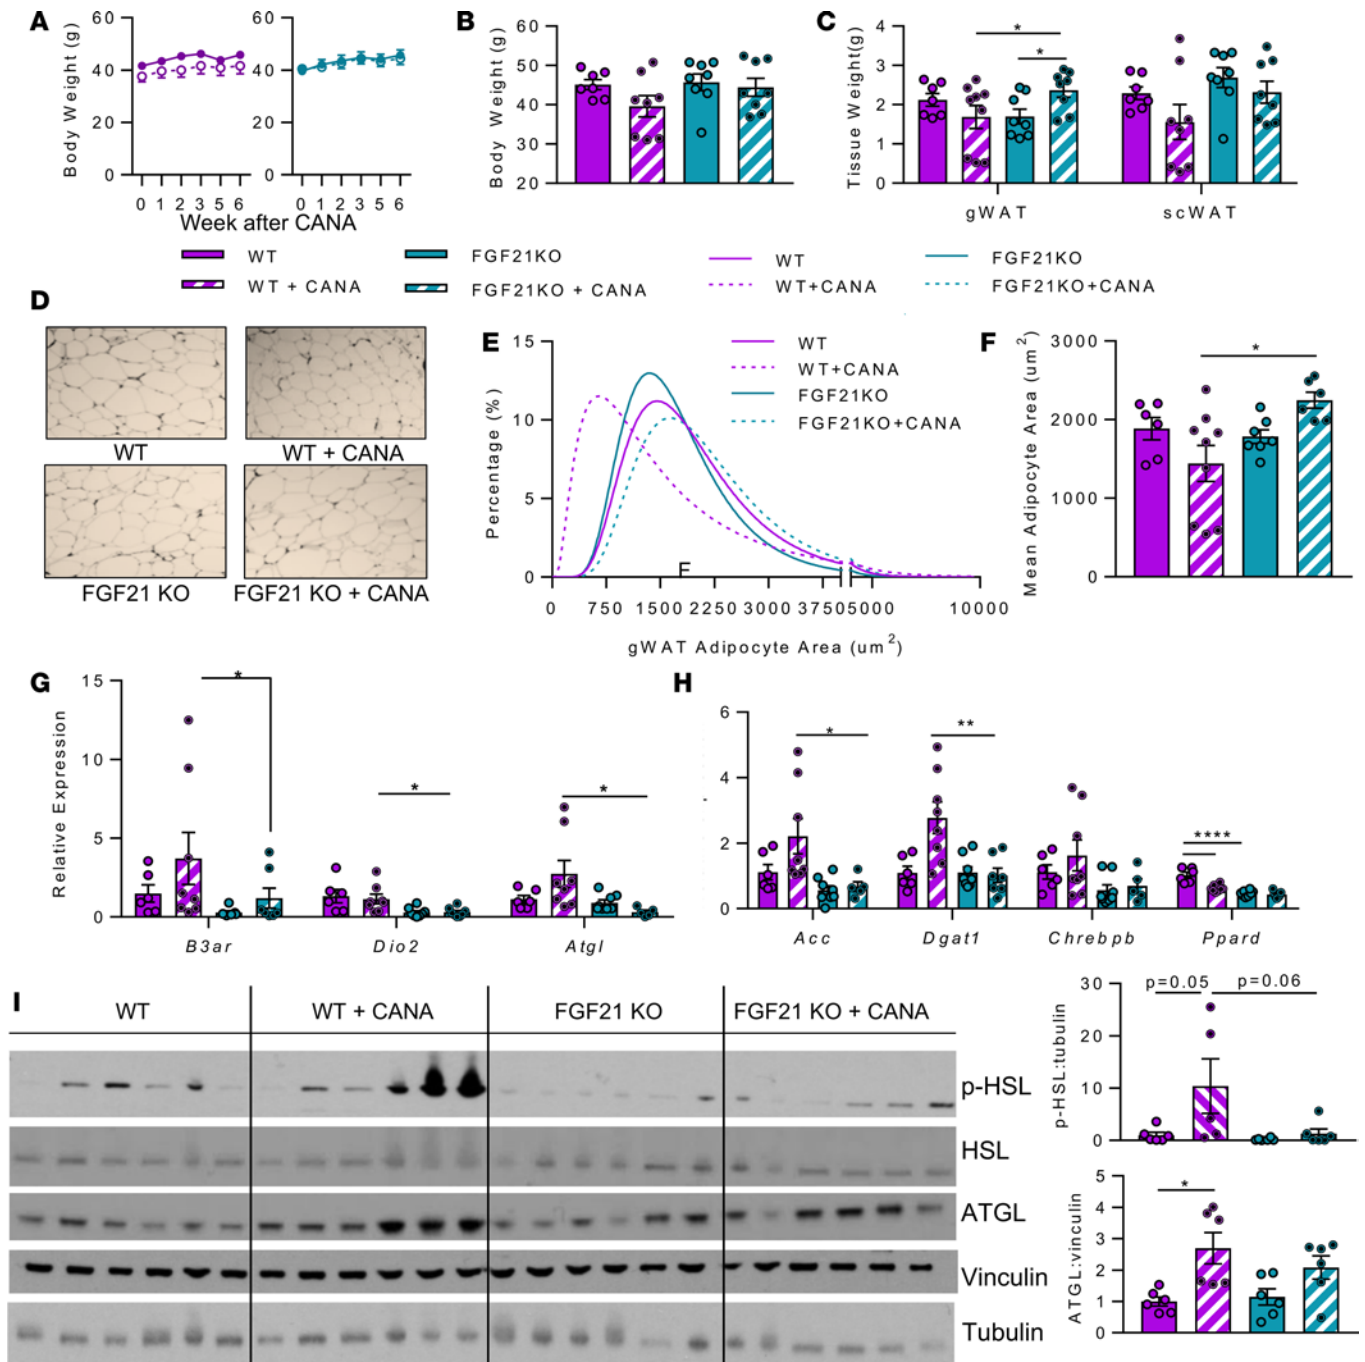 A
Body Weight (g)
60
40
20
0
0 1 2 3 5 6
60
40
20
0
0 1 2 3 5 6
Week after CANA
B
Body Weight (g)
60
50
40
30
20
C
Tissue Weight(g)
4
3
2
1
0
*
*
gWAT
scWAT
WT
WT + CANA
FGF21KO
FGF21KO + CANA
WT
WT+CANA
FGF21KO
FGF21KO+CANA
D
WT
WT + CANA
FGF21 KO
FGF21 KO + CANA
E
Percentage (%)
15
10
5
0
WT
WT+CANA
FGF21KO
FGF21KO+CANA
F
0 750 1500 2250 3000 3750 5000 10000
gWAT Adipocyte Area (um2)
F
Mean Adipocyte Area (um2)
3000
2000
1000
0
*
G
Relative Expression
15
10
5
0
*
*
*
B3ar
Dio2
Atgl
H
6
4
2
0
*
**
****
Acc
Dgat1
Chrebpb
Ppard
I
WT
WT + CANA
FGF21 KO
FGF21 KO + CANA
p-HSL
HSL
ATGL
Vinculin
Tubulin
p-HSL:tubulin
30
20
10
0
p=0.05
p=0.06
ATGL:vinculin
5
4
3
2
1
0
*